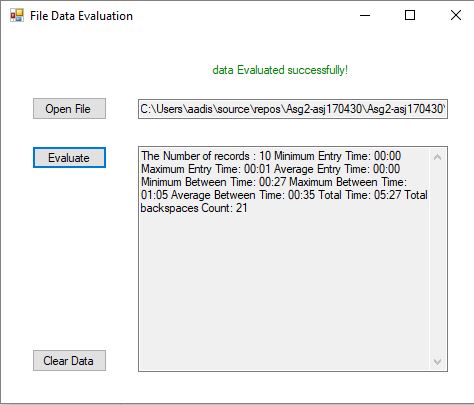 File Data Evaluation
data Evaluated successfully!
Open File
C:\Users\aadis\source\repos\Asg2-asj170430\Asg2-asj170430\
Evaluate
The Number of records : 10 Minimum Entry Time: 00:00
Maximum Entry Time: 00:01 Average Entry Time: 00:00
Minimum Between Time: 00:27 Maximum Between Time:
01:05 Average Between Time: 00:35 Total Time: 05:27 Total
backspaces Count: 21
Clear Data